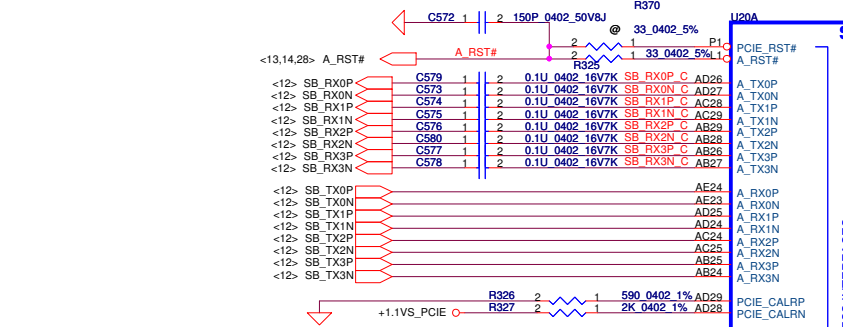 R370
C572 1 2 150P_0402_50V8J U20A
@ 33_0402_5%
2 1 P1 PCIE_RST#
<13,14,28> A_RST# A_RST# 2 1 33_0402_5% L1 A_RST#
R325
<12> SB_RX0P C579 1 2 0.1U_0402_16V7K SB_RX0P_C AD26 A_TX0P
<12> SB_RX0N C573 1 2 0.1U_0402_16V7K SB_RX0N_C AD27 A_TX0N
<12> SB_RX1P C574 1 2 0.1U_0402_16V7K SB_RX1P_C AC28 A_TX1P
<12> SB_RX1N C575 1 2 0.1U_0402_16V7K SB_RX1N_C AC29 A_TX1N
<12> SB_RX2P C576 1 2 0.1U_0402_16V7K SB_RX2P_C AB29 A_TX2P
<12> SB_RX2N C580 1 2 0.1U_0402_16V7K SB_RX2N_C AB28 A_TX2N
<12> SB_RX3P C577 1 2 0.1U_0402_16V7K SB_RX3P_C AB26 A_TX3P
<12> SB_RX3N C578 1 2 0.1U_0402_16V7K SB_RX3N_C AB27 A_TX3N
<12> SB_TX0P AE24 A_RX0P
<12> SB_TX0N AE23 A_RX0N
<12> SB_TX1P AD25 A_RX1P
<12> SB_TX1N AD24 A_RX1N
<12> SB_TX2P AC24 A_RX2P
<12> SB_TX2N AC25 A_RX2N
<12> SB_TX3P AB25 A_RX3P
<12> SB_TX3N AB24 A_RX3N
R326 2 1 590_0402_1% AD29 PCIE_CALRP
+1.1VS_PCIE R327 2 1 2K_0402_1% AD28 PCIE_CALRN